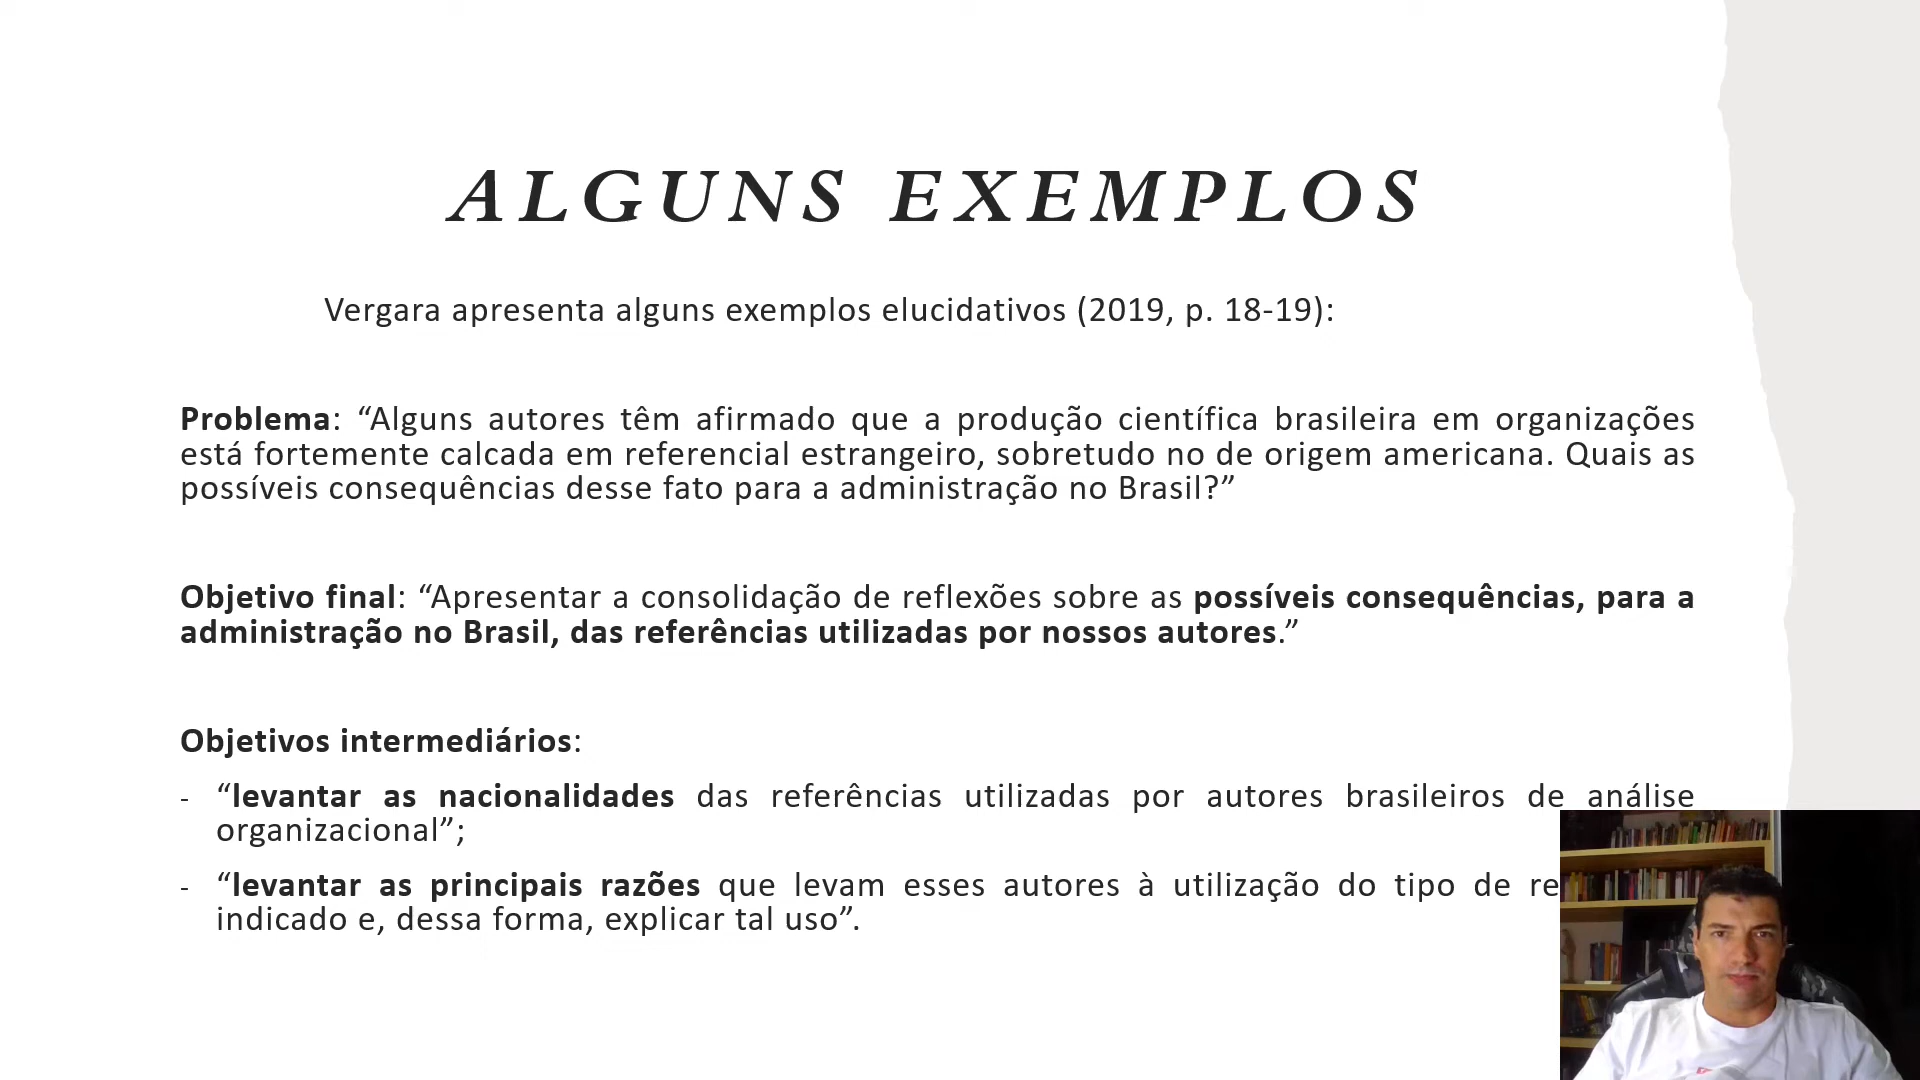 ALGUNS EXEMPLOS
Vergara apresenta alguns exemplos elucidativos (2019, p. 18-19):
Problema: “Alguns autores têm afirmado que a produção científica brasileira em organizações
está fortemente calcada em referencial estrangeiro, sobretudo no de origem americana. Quais as
possíveis consequências desse fato para a administração no Brasil?”
Objetivo final: “Apresentar a consolidação de reflexões sobre as possíveis consequências, para a
administração no Brasil, das referências utilizadas por nossos autores.”
Objetivos intermediários:
- “levantar as nacionalidades das referências utilizadas por autores brasileiros de análise
organizacional”;
- “levantar as principais razões que levam esses autores à utilização do tipo de
indicado e, dessa forma, explicar tal uso”.